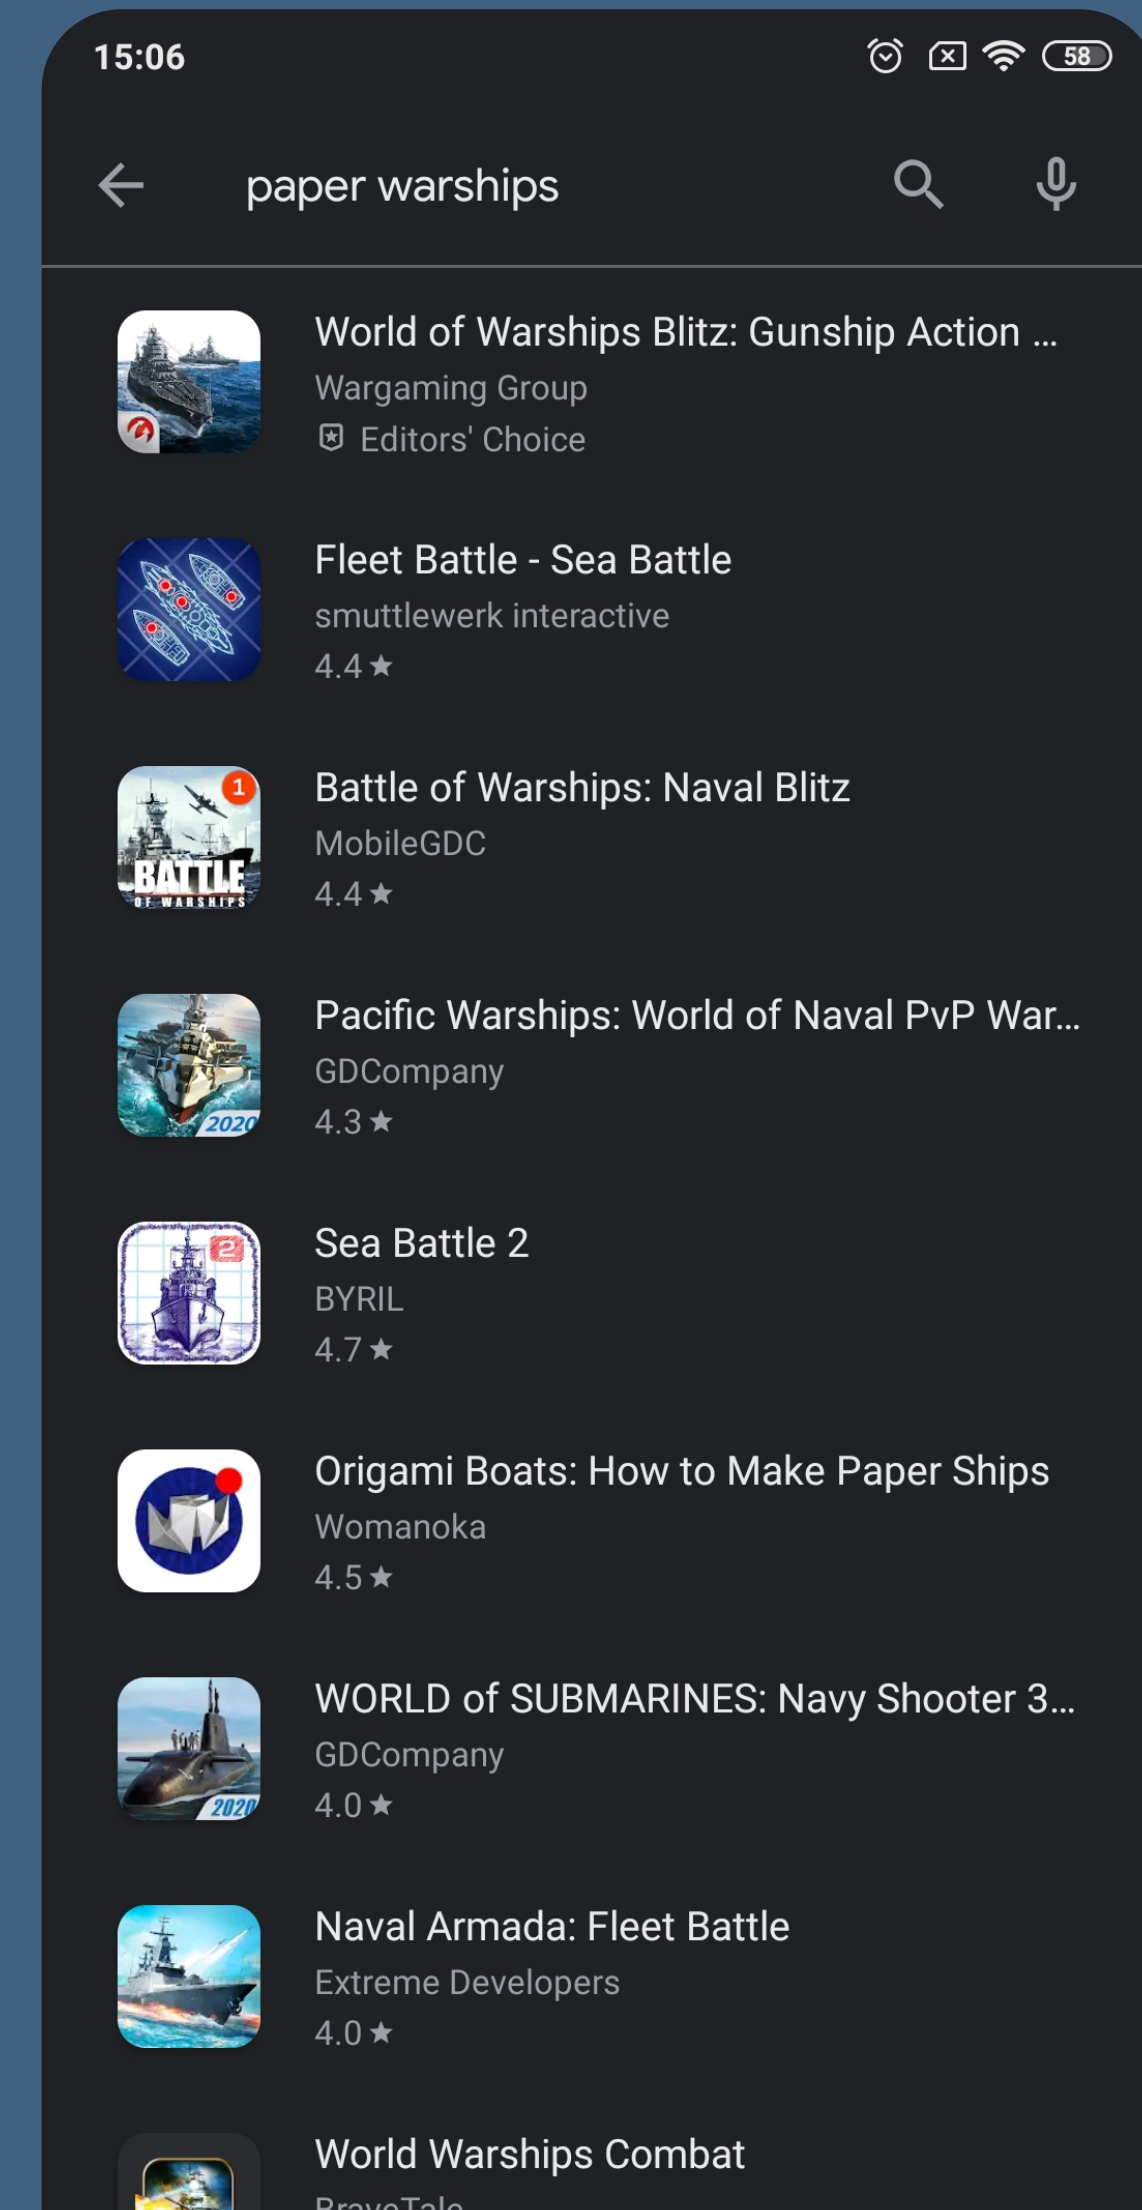 15:06
58
paper warships
World of Warships Blitz: Gunship Action ...
Wargaming Group
Editors' Choice
Fleet Battle - Sea Battle
smuttlewerk interactive
4.4
1
BATTLE
OF WARSHIPS
Battle of Warships: Naval Blitz
MobileGDC
4.4
Pacific Warships: World of Naval PvP War...
GDCompany
4.3
2020
2
Sea Battle 2
BYRIL
4.7
Origami Boats: How to Make Paper Ships
Womanoka
4.5
WORLD of SUBMARINES: Navy Shooter 3...
GDCompany
4.0
2020
Naval Armada: Fleet Battle
Extreme Developers
4.0
World Warships Combat
BraveTale